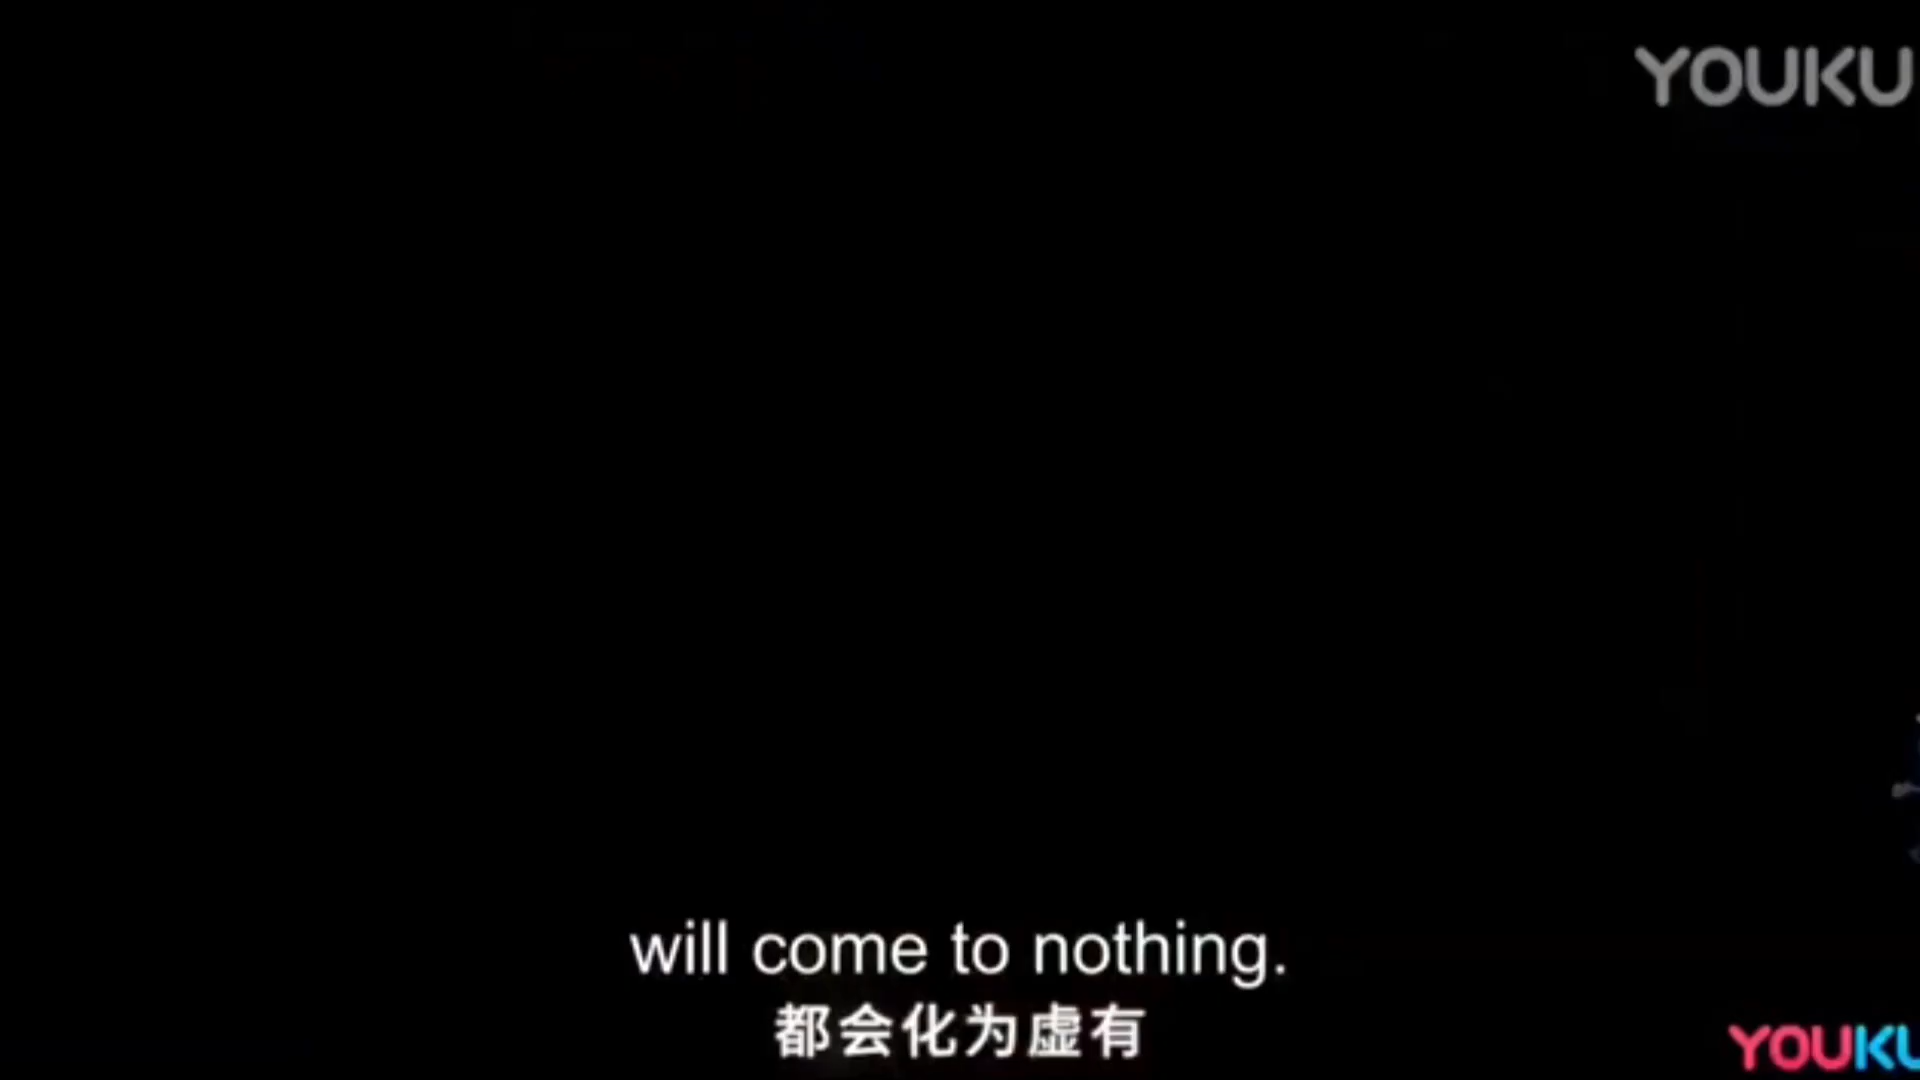 YOUKU
will come to nothing.
都会化为虚有
YOUKU